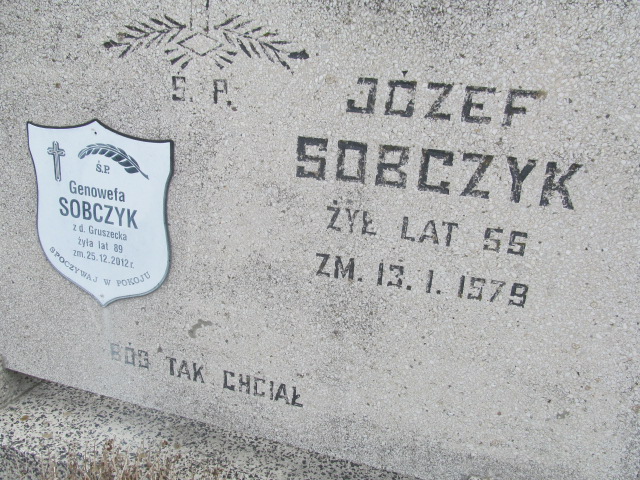 Ś. P.
JÓZEF
SOBCZYK
ŻYŁ LAT 55
ZM. 13. 1. 1979
Ś.P.
Genowefa
SOBCZYK
z d. Gruszecka
żyła lat 89
zm. 25.12.2012 r.
SPOCZYWAJ W POKOJU
BÓG TAK CHCIAŁ